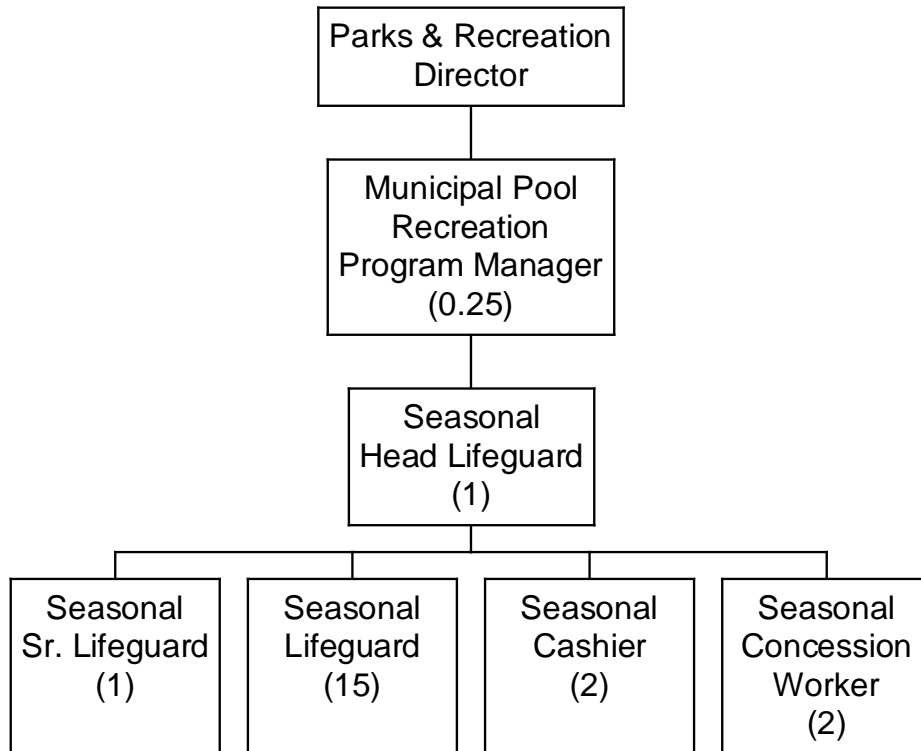 Parks & Recreation
Director
Municipal Pool
Recreation
Program Manager
(0.25)
Seasonal
Head Lifeguard
(1)
Seasonal
Sr. Lifeguard
(1)
Seasonal
Lifeguard
(15)
Seasonal
Cashier
(2)
Seasonal
Concession
Worker
(2)